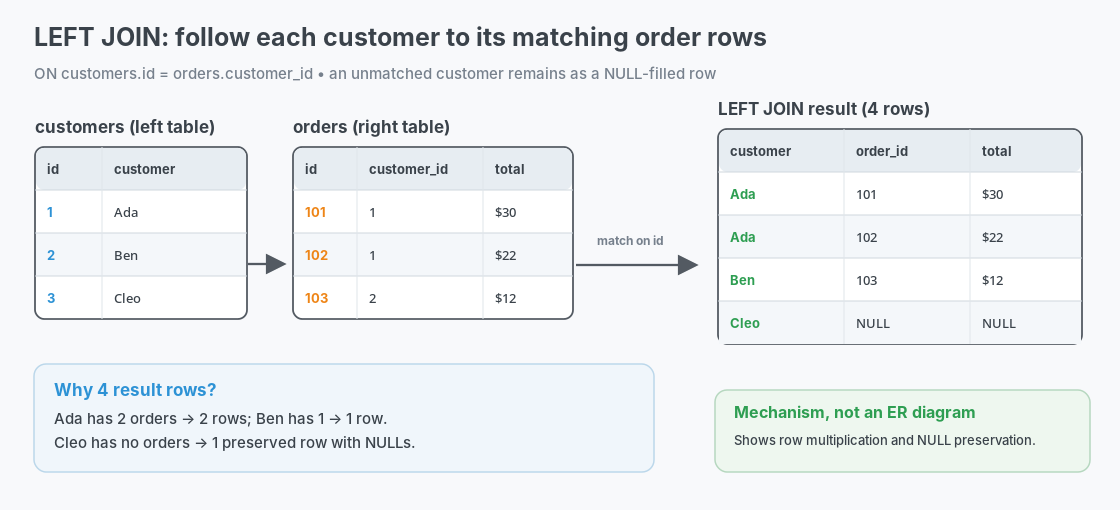 LEFT JOIN: follow each customer to its matching order rows
ON customers.id = orders.customer_id • an unmatched customer remains as a NULL-filled row
customers (left table)
id customer
1 Ada
2 Ben
3 Cleo
orders (right table)
id customer_id total
101 1 $30
102 1 $22
103 2 $12
match on id
LEFT JOIN result (4 rows)
customer order_id total
Ada 101 $30
Ada 102 $22
Ben 103 $12
Cleo NULL NULL
Why 4 result rows?
Ada has 2 orders → 2 rows; Ben has 1 → 1 row.
Cleo has no orders → 1 preserved row with NULLs.
Mechanism, not an ER diagram
Shows row multiplication and NULL preservation.